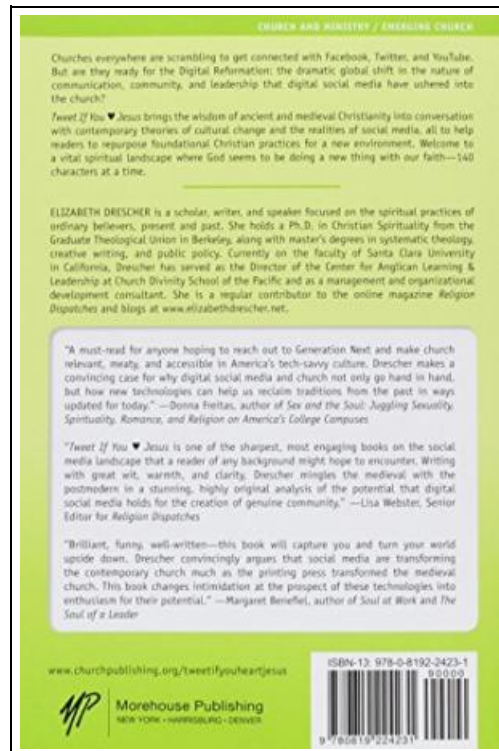 CHURCH AND MINISTRY / EMERGING CHURCH
Churches everywhere are scrambling to get connected with Facebook, Twitter, and YouTube.
But are they ready for the Digital Reformation: the dramatic global shift in the nature of
communication, community, and leadership that digital social media have ushered into
the church?
Tweet If You ♥ Jesus brings the wisdom of ancient and medieval Christianity into conversation
with contemporary theories of cultural change and the realities of social media, all to help
readers to repurpose foundational Christian practices for a new environment. Welcome to
a vital spiritual landscape where God seems to be doing a new thing with our faith—140
characters at a time.
ELIZABETH DRESCHER is a scholar, writer, and speaker focused on the spiritual practices of
ordinary believers, present and past. She holds a Ph.D. in Christian Spirituality from the
Graduate Theological Union in Berkeley, along with master's degrees in systematic theology,
creative writing, and public policy. Currently on the faculty of Santa Clara University
in California, Drescher has served as the Director of the Center for Anglican Learning &
Leadership at Church Divinity School of the Pacific and as a management and organizational
development consultant. She is a regular contributor to the online magazine Religion
Dispatches and blogs at www.elizabethdrescher.net.
"A must-read for anyone hoping to reach out to Generation Next and make church
relevant, meaty, and accessible in America's tech-savvy culture. Drescher makes a
convincing case for why digital social media and church not only go hand in hand,
but how new technologies can help us reclaim traditions from the past in ways
updated for today." —Donna Freitas, author of Sex and the Soul: Juggling Sexuality,
Spirituality, Romance, and Religion on America's College Campuses
"Tweet If You ♥ Jesus is one of the sharpest, most engaging books on the social
media landscape that a reader of any background might hope to encounter. Writing
with great wit, warmth, and clarity, Drescher mingles the medieval with the
postmodern in a stunning, highly original analysis of the potential that digital
social media holds for the creation of genuine community." —Lisa Webster, Senior
Editor for Religion Dispatches
"Brilliant, funny, well-written—this book will capture you and turn your world
upside down. Drescher convincingly argues that social media are transforming
the contemporary church much as the printing press transformed the medieval
church. This book changes intimidation at the prospect of these technologies into
enthusiasm for their potential." —Margaret Benefiel, author of Soul at Work and The
Soul of a Leader
www.churchpublishing.org/tweetifyouheartjesus
MP
Morehouse Publishing
NEW YORK • HARRISBURG • DENVER
ISBN-13: 978-0-8192-2423-1
90000
9 780819 224231